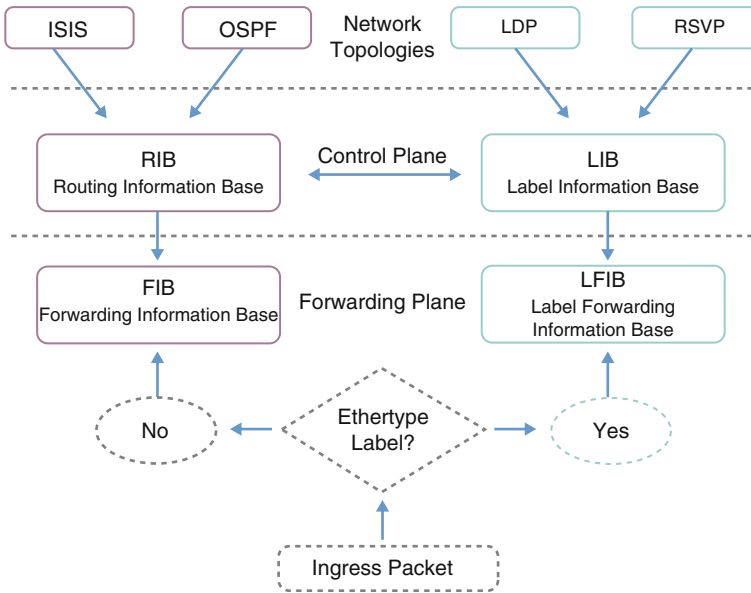 ISIS
OSPF
Network
Topologies
LDP
RSVP
RIB
Routing Information Base
Control Plane
LIB
Label Information Base
FIB
Forwarding Information Base
Forwarding Plane
LFIB
Label Forwarding
Information Base
No
Ethertype
Label?
Yes
Ingress Packet